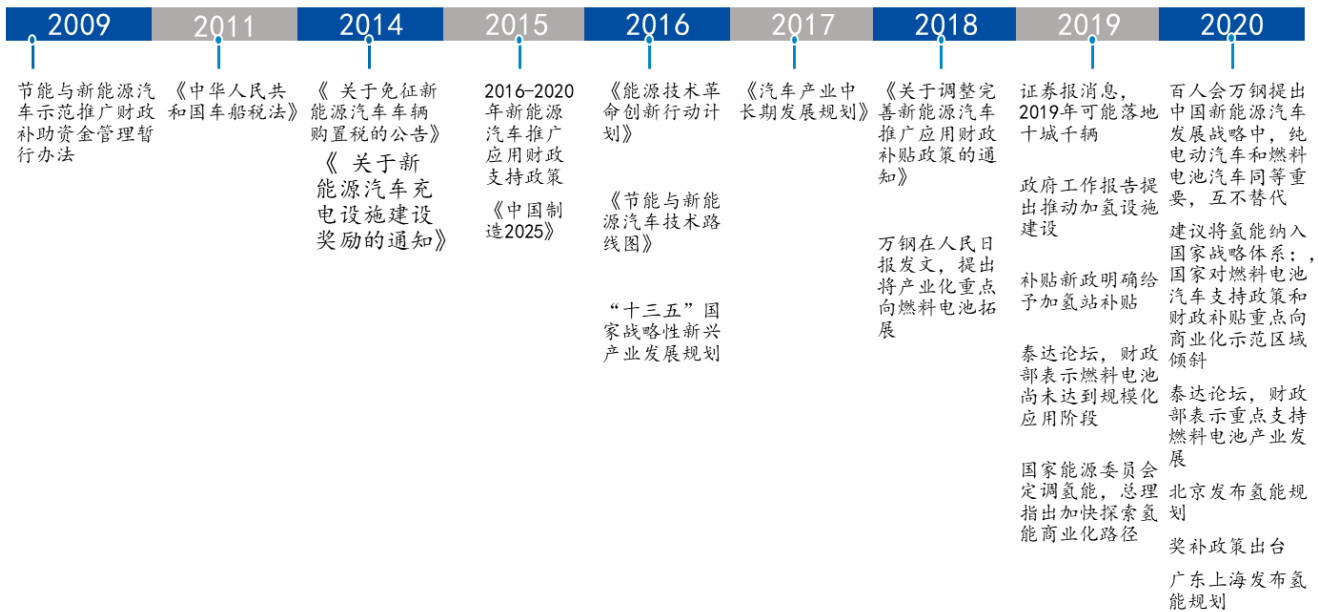 2009
2011
2014
2015
2016
2017
2018
2019
2020
节能与新能源汽
车示范推广财政
补助资金管理暂
行办法
《中华人民共
和国车船税法》
《 关于免征新
能源汽车车辆
购置税的公告》
《 关于新
能源汽车充
电设施建设
奖励的通知》
2016-2020
年新能源
汽车推广
应用财政
支持政策
《中国制
造2025》
《能源技术革
命创新行动计
划》
《节能与新能
源汽车技术路
线图》
“十三五”国
家战略性新兴
产业发展规划
《汽车产业中
长期发展规划》
《关于调整完
善新能源汽车
推广应用财政
补贴政策的通
知》
万钢在人民日
报发文，提出
将产业化重点
向燃料电池拓
展
证券报消息，
2019年可能落地
十城千辆
政府工作报告提
出推动加氢设施
建设
补贴新政明确给
予加氢站补贴
泰达论坛，财政
部表示燃料电池
尚未达到规模化
应用阶段
国家能源委员会
定调氢能，总理
指出加快探索氢
能商业化路径
百人会万钢提出
中国新能源汽车
发展战略中，纯
电动汽车和燃料
电池汽车同等重
要，互不替代
建议将氢能纳入
国家战略体系；，
国家对燃料电池
汽车支持政策和
财政补贴重点向
商业化示范区域
倾斜
泰达论坛，财政
部表示重点支持
燃料电池产业发
展
北京发布氢能规
划
奖补政策出台
广东上海发布氢
能规划